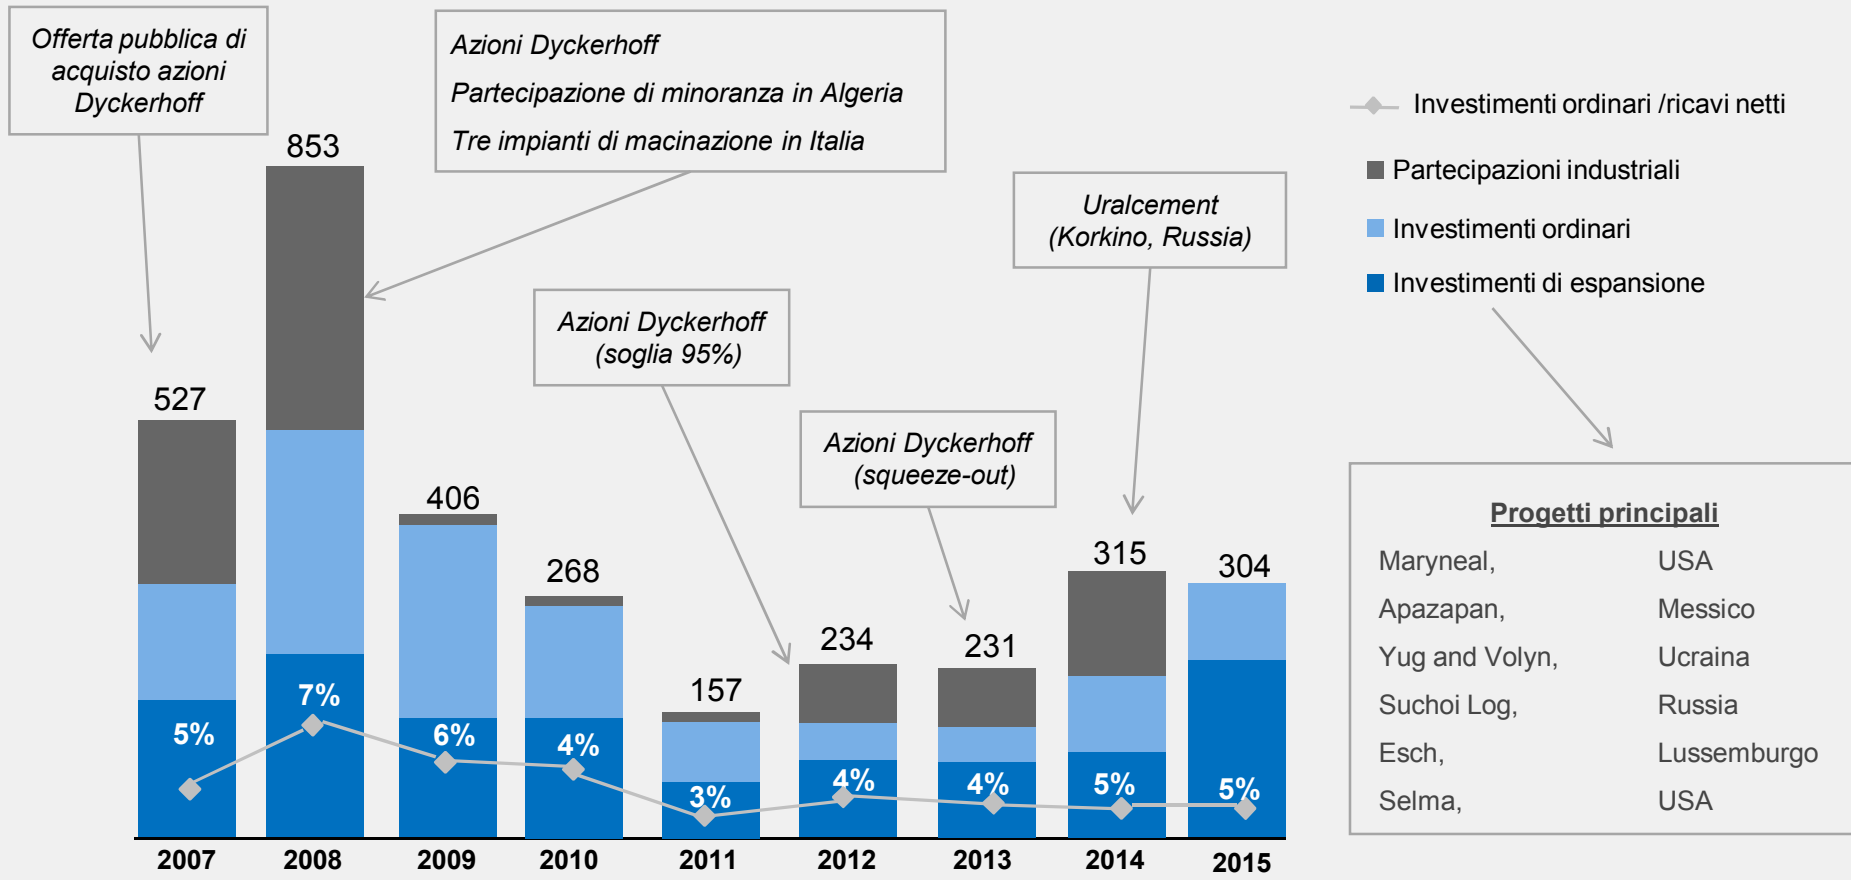 Offerta pubblica di
acquisto azioni
Dyckerhoff
Azioni Dyckerhoff
Partecipazione di minoranza in Algeria
Tre impianti di macinazione in Italia
Investimenti ordinari /ricavi netti
Partecipazioni industriali
Investimenti ordinari
Investimenti di espansione
Uralcement
(Korkino, Russia)
Azioni Dyckerhoff
(soglia 95%)
Azioni Dyckerhoff
(squeeze-out)
527
853
406
268
157
234
231
315
304
5%
7%
6%
4%
3%
4%
4%
5%
5%
2007
2008
2009
2010
2011
2012
2013
2014
2015
Progetti principali
Maryneal, USA
Apazapan, Messico
Yug and Volyn, Ucraina
Suchoi Log, Russia
Esch, Lussemburgo
Selma, USA